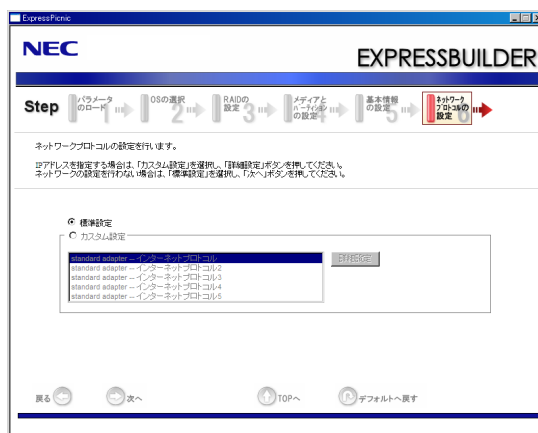 ExpressPicnic
NEC
EXPRESSBUILDER
Step
パラメータ
のロード 1
OSの選択
2
RAIDの
設定 3
メディアと
パーティション
の設定 4
基本情報
の設定 5
ネットワーク
プロトコルの
設定 6
ネットワークプロトコルの設定を行います。
IPアドレスを指定する場合は、「カスタム設定」を選択し、「詳細設定」ボタンを押してください。
ネットワークの設定を行わない場合は、「標準設定」を選択し、「次へ」ボタンを押してください。
標準設定
カスタム設定
standard adapter -- インターネットプロトコル
standard adapter -- インターネットプロトコル2
standard adapter -- インターネットプロトコル3
standard adapter -- インターネットプロトコル4
standard adapter -- インターネットプロトコル5
詳細設定
戻る
次へ
TOPへ
デフォルトへ戻す